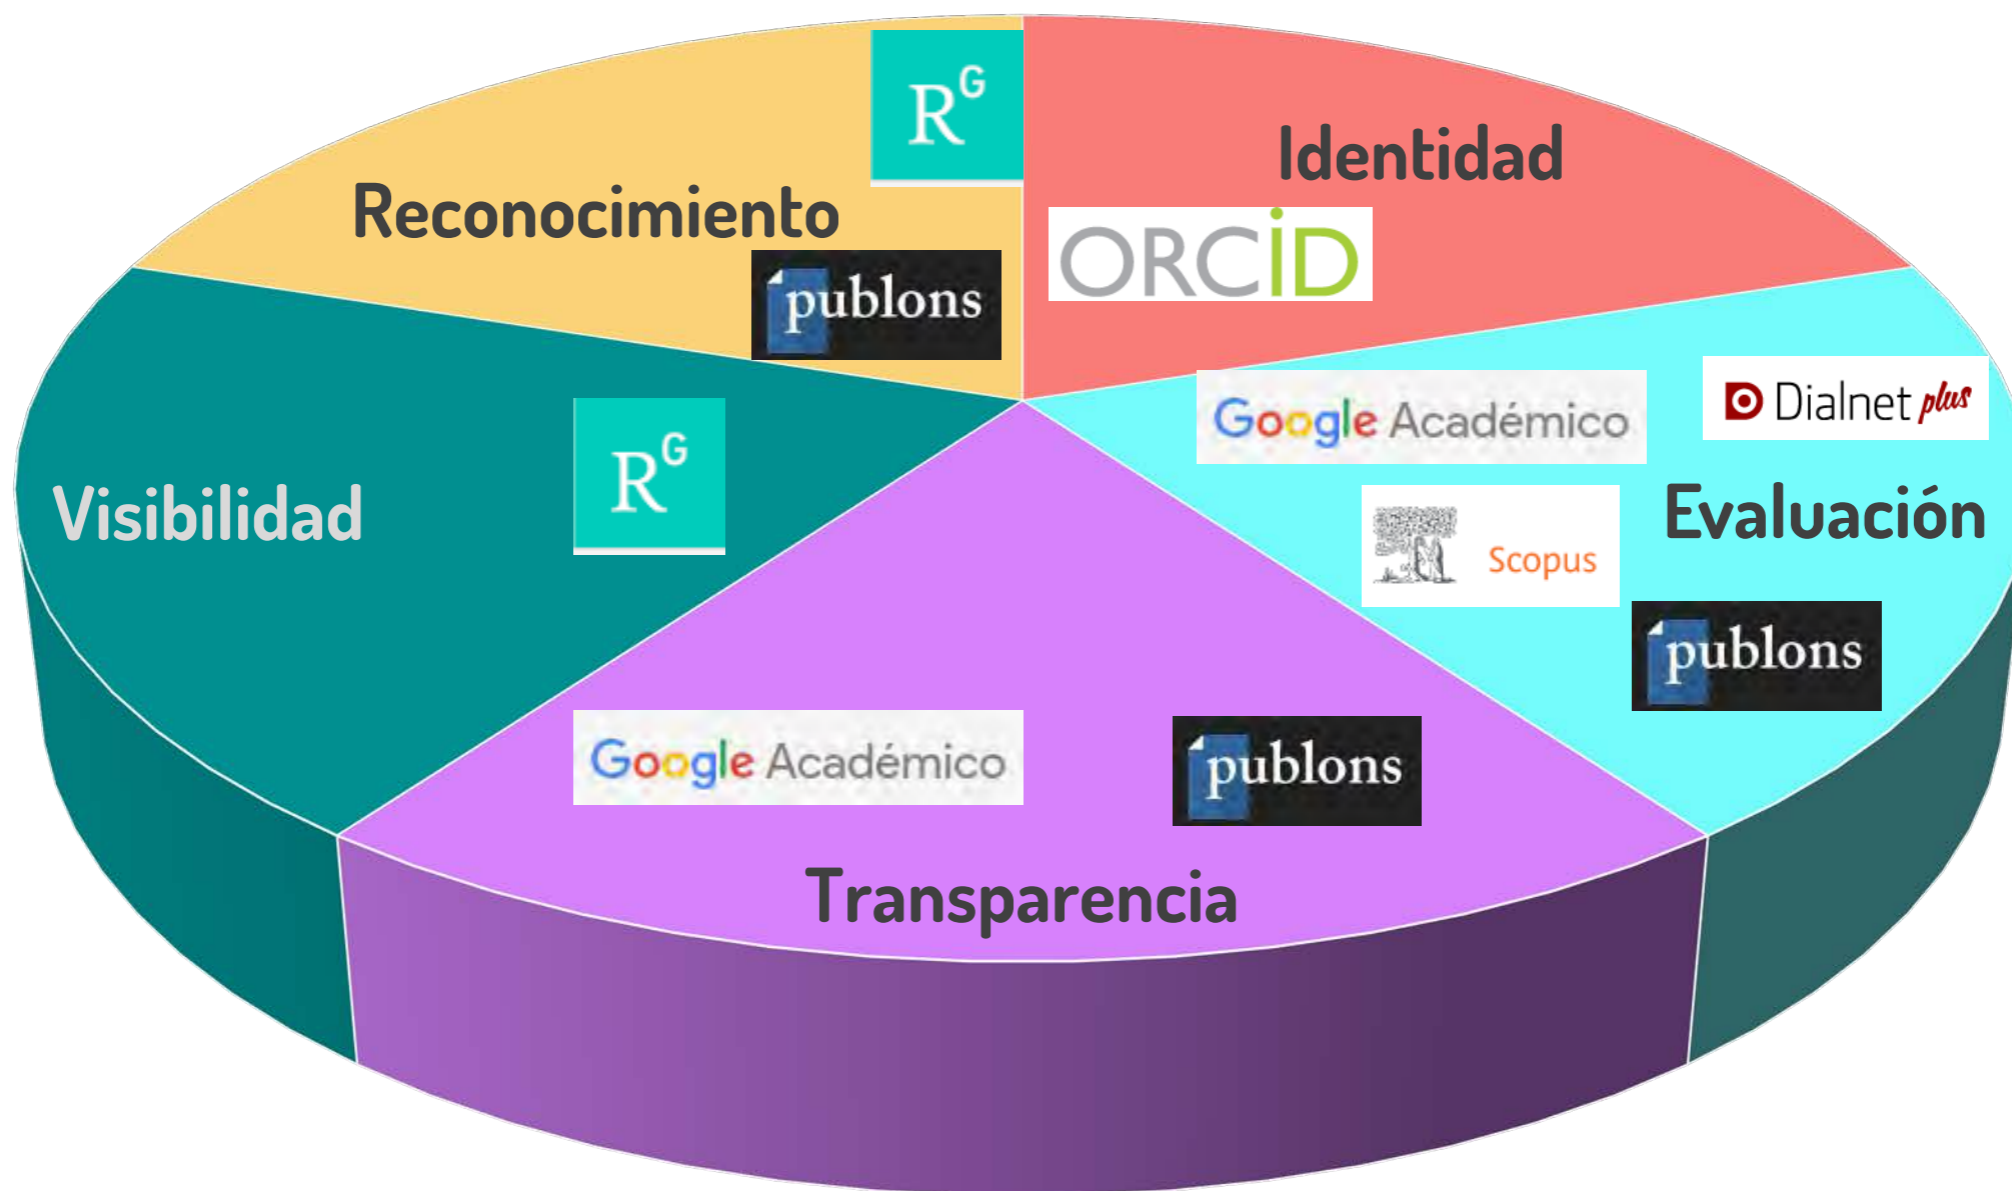 RG
Reconocimiento
publons
Identidad
ORCiD
Google Académico
Dialnet plus
Scopus
Evaluación
publons
Visibilidad
RG
Google Académico
publons
Transparencia